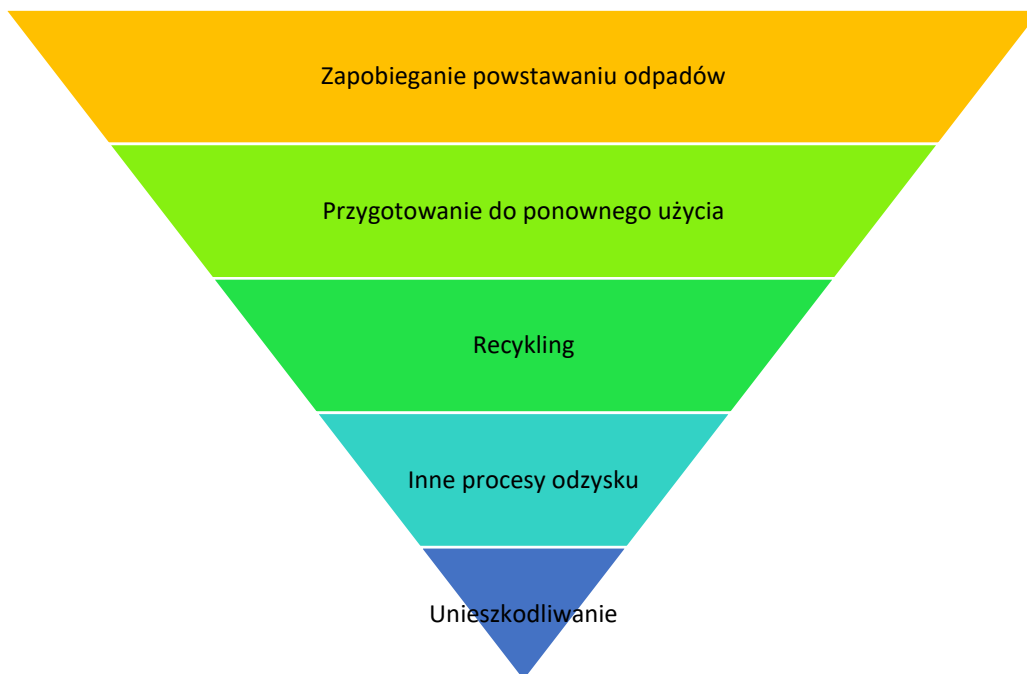 Zapobieganie powstawaniu odpadów
Przygotowanie do ponownego użycia
Recykling
Inne procesy odzysku
Unieszkodliwanie